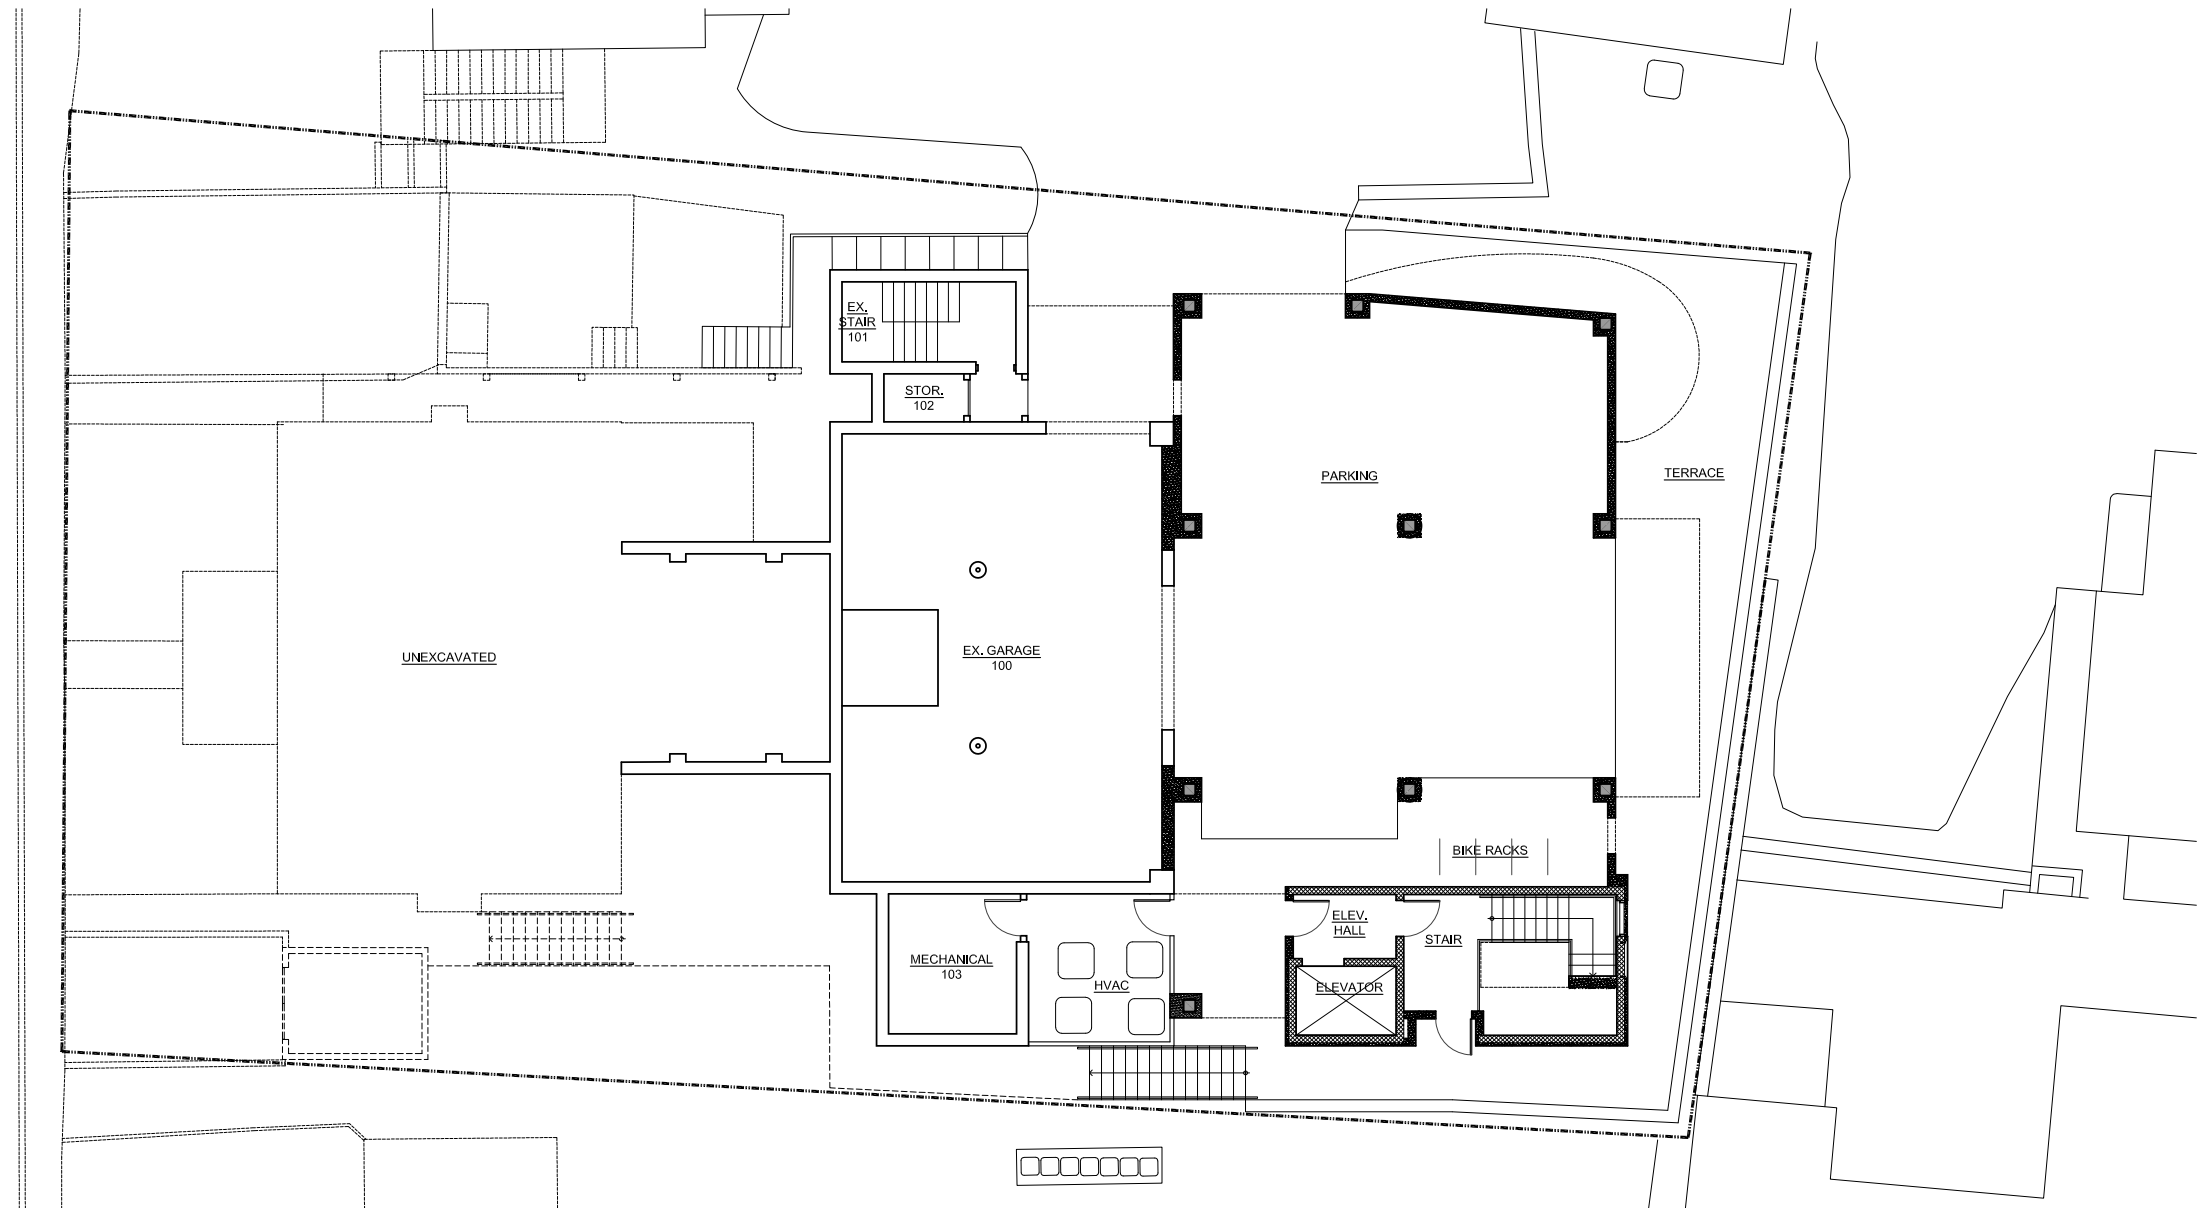 EX.
STAIR
101
STOR.
102
PARKING
TERRACE
UNEXCAVATED
EX. GARAGE
100
BIKE RACKS
ELEV.
HALL
STAIR
MECHANICAL
103
HVAC
ELEVATOR